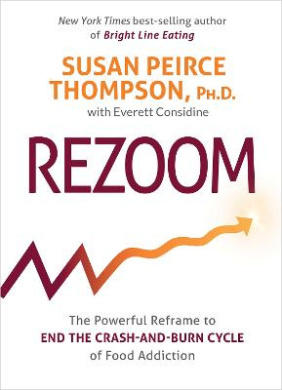 New York Times best-selling author
of Bright Line Eating
SUSAN PEIRCE
THOMPSON, PH.D.
with Everett Considine
REZOOM
The Powerful Reframe to
END THE CRASH-AND-BURN CYCLE
of Food Addiction